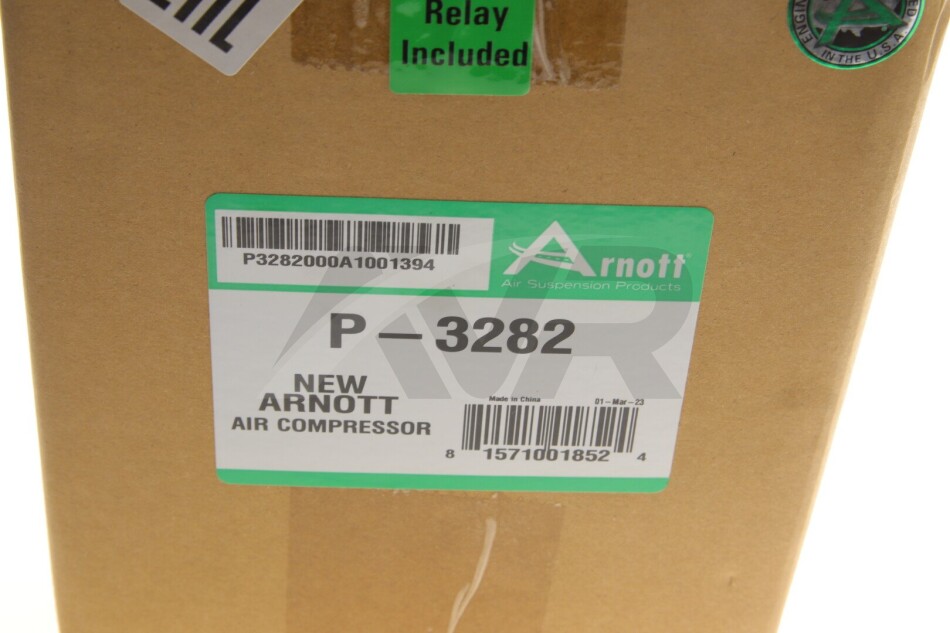 Relay
Included
IN THE U.S.A.
P3282000A1001394
Arnott
Air Suspension Products
P-3282
NEW
ARNOTT
AIR COMPRESSOR
Made in China
01-Mar-23
8 1571001852 4
AVR